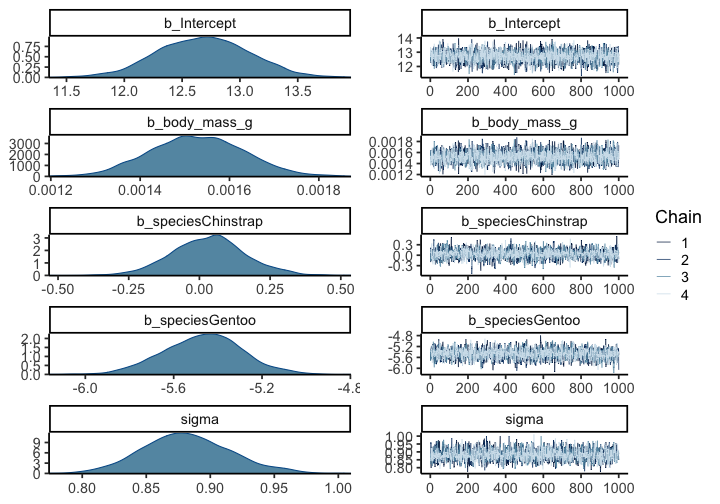 b_Intercept
0.75
0.50
0.25
0.00
11.5 12.0 12.5 13.0 13.5
b_Intercept
14
13
12
0 200 400 600 800 1000
b_body_mass_g
3000
2000
1000
0
0.0012 0.0014 0.0016 0.0018
b_body_mass_g
0.0018
0.0016
0.0014
0.0012
0 200 400 600 800 1000
b_speciesChinstrap
3
2
1
0
-0.50 -0.25 0.00 0.25 0.50
b_speciesChinstrap
0.3
0.0
-0.3
0 200 400 600 800 1000
b_speciesGentoo
2.0
1.5
1.0
0.5
0.0
-6.0 -5.6 -5.2 -4.8
b_speciesGentoo
-4.8
-5.2
-5.6
-6.0
0 200 400 600 800 1000
sigma
9
6
3
0
0.80 0.85 0.90 0.95 1.00
sigma
1.00
0.95
0.90
0.85
0.80
0 200 400 600 800 1000
Chain
1
2
3
4